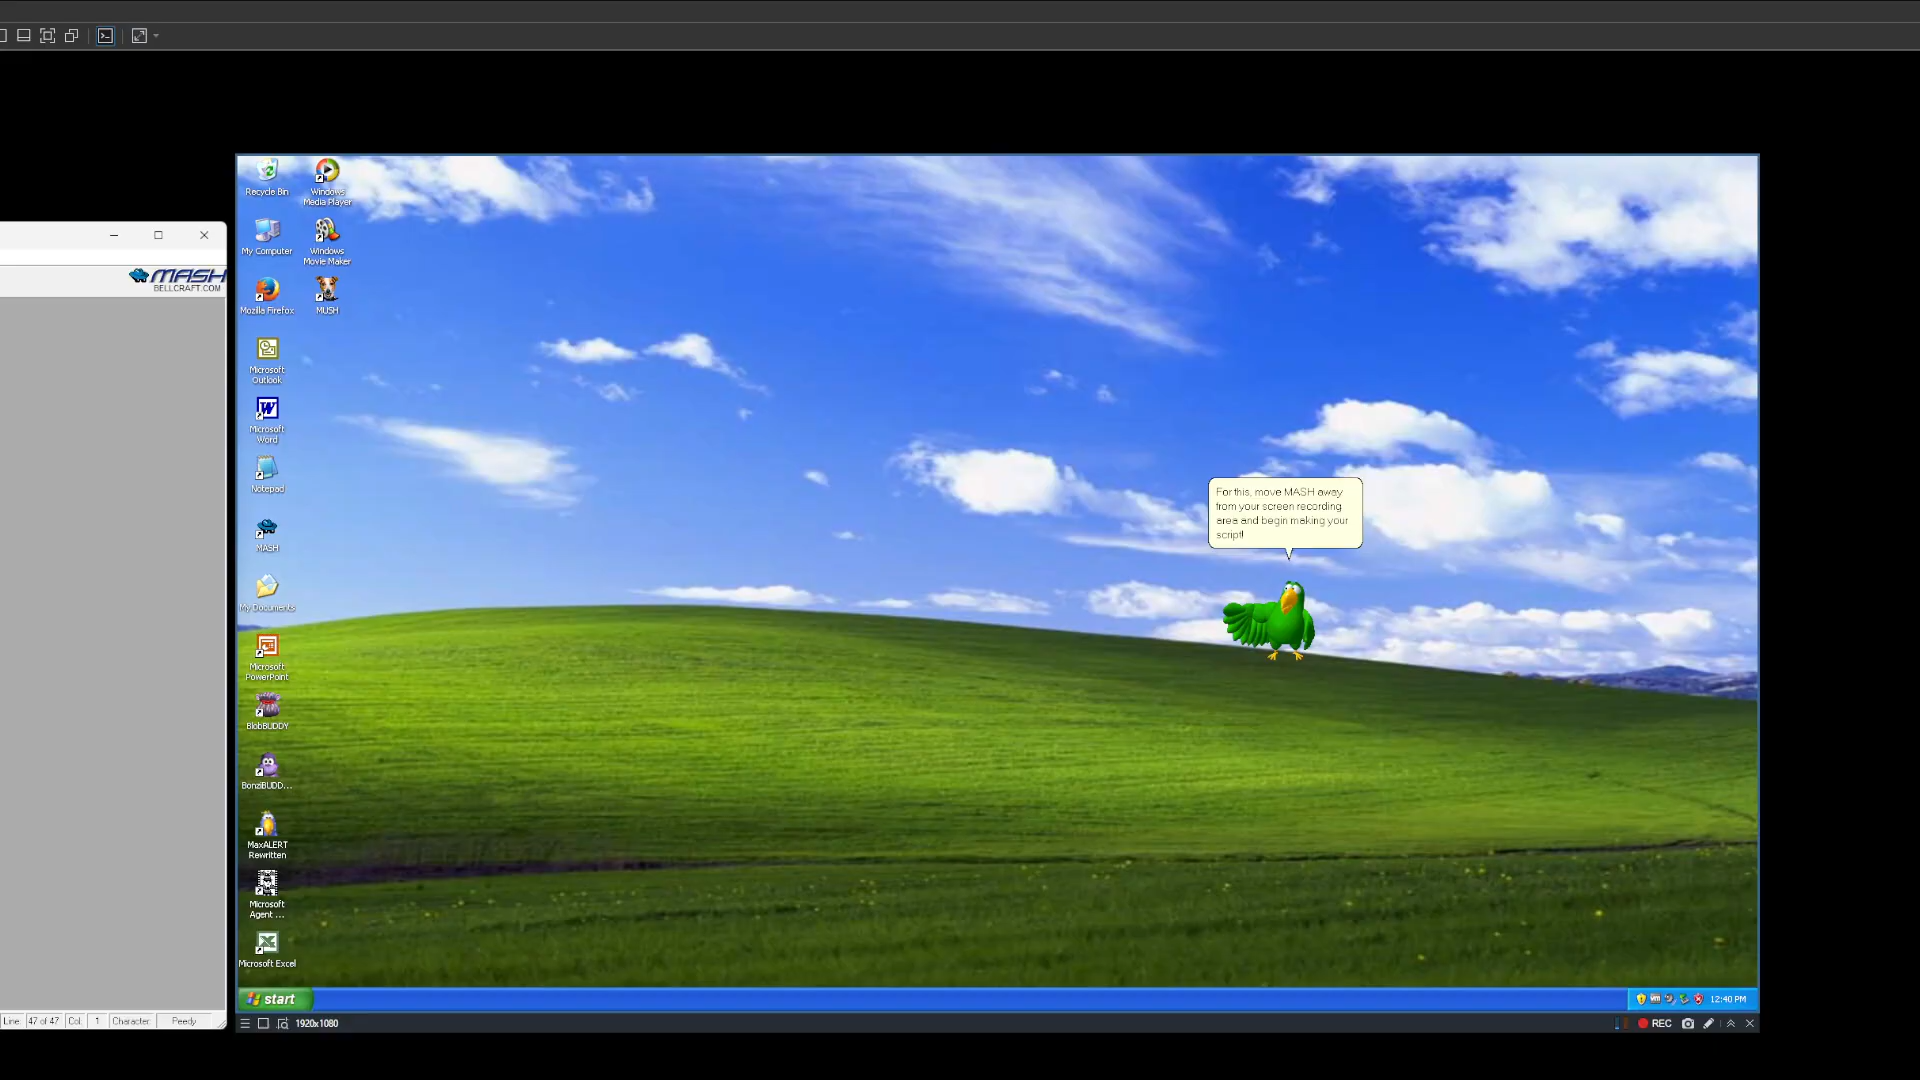 Recycle Bin
Windows
Media Player
My Computer
Windows
Movie Maker
Mozilla Firefox
MUSH
Microsoft
Outlook
Microsoft
Word
Notepad
MASH
My Documents
Microsoft
PowerPoint
BlobBUDDY
BonziBUDD...
MaxALERT
Rewritten
Microsoft
Agent ...
Microsoft Excel
MASH
BELLCRAFT.COM
For this, move MASH away
from your screen recording
area and begin making your
script!
start
12:40 PM
Line: 47 of 47 Col: 1 Character: Peedy
1920x1080
REC